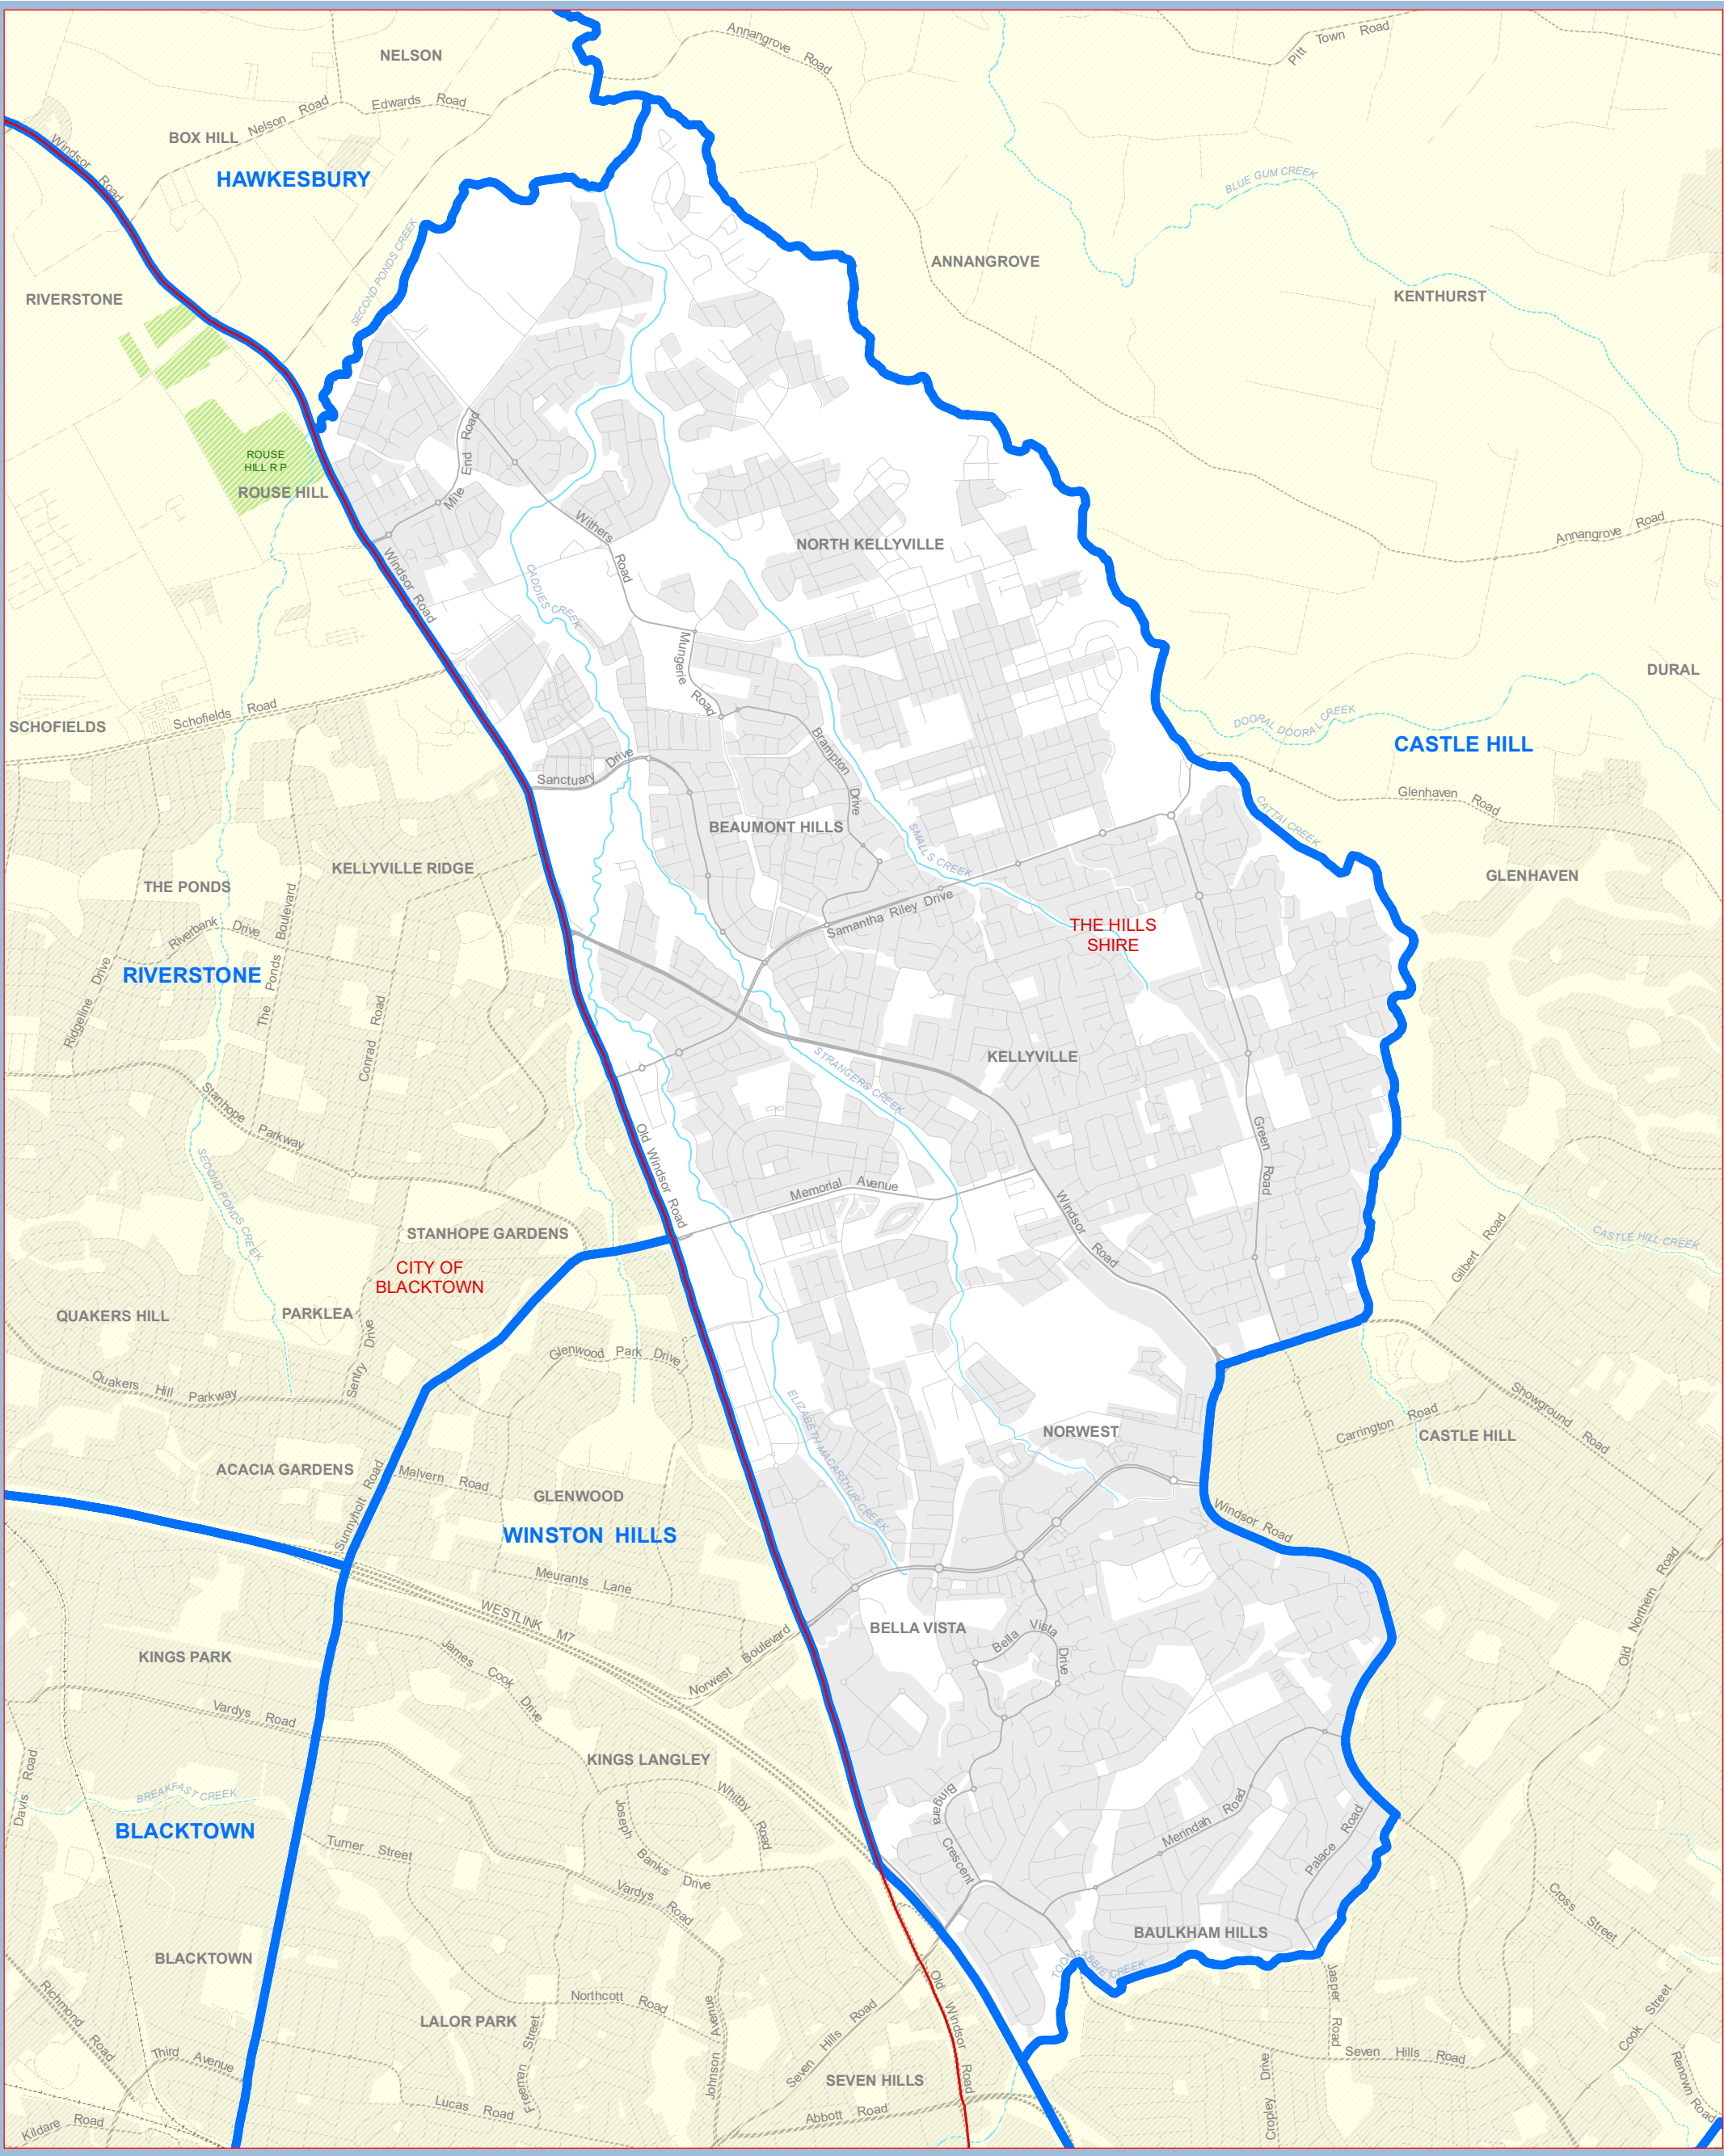 NELSON
Annangrove Road
Pitt Town Road
Edwards Road
Nelson Road
BOX HILL
Windsor Road
HAWKESBURY
BLUE GUM CREEK
SECOND PONDS CREEK
ANNANGROVE
KENTHURST
RIVERSTONE
ROUSE
HILL R P
ROUSE HILL
Mile End Road
Withers Road
NORTH KELLYVILLE
Annangrove Road
Windsor Road
CADDIES CREEK
Mungerie Road
DURAL
SCHOFIELDS
Schofields Road
DOORAL DOORAL CREEK
CASTLE HILL
Sanctuary Drive
Brampton Drive
Glenhaven Road
CATTAI CREEK
BEAUMONT HILLS
SMALLS CREEK
KELLYVILLE RIDGE
THE PONDS
GLENHAVEN
Samantha Riley Drive
THE HILLS
SHIRE
Riverbank Drive
The Ponds Boulevard
RIVERSTONE
Ridgeline Drive
Conrad Road
KELLYVILLE
STRANGERS CREEK
Stanhope Parkway
Old Windsor Road
Green Road
SECOND PONDS CREEK
Memorial Avenue
Windsor Road
STANHOPE GARDENS
CASTLE HILL CREEK
Gilbert Road
CITY OF
BLACKTOWN
QUAKERS HILL
PARKLEA
Sentry Drive
Glenwood Park Drive
Quakers Hill Parkway
ELIZABETH MACARTHUR CREEK
Showground Road
Carrington Road
NORWEST
CASTLE HILL
ACACIA GARDENS
Malvern Road
GLENWOOD
Sunnyholt Road
WINSTON HILLS
Windsor Road
Meurants Lane
WESTLINK M7
Old Northern Road
BELLA VISTA
Bella Vista Drive
KINGS PARK
James Cook Drive
Norwest Boulevard
Vardys Road
KINGS LANGLEY
Davis Road
BREAKFAST CREEK
Whitby Road
Bingara Crescent
Merindah Road
Palace Road
BLACKTOWN
Joseph Banks Drive
Turner Street
Vardys Road
Cross Street
BAULKHAM HILLS
BLACKTOWN
TOONGABBIE CREEK
Richmond Road
Northcott Road
Old Windsor Road
Jasper Road
LALOR PARK
Freeman Street
Johnson Avenue
Seven Hills Road
Cook Street
Third Avenue
Seven Hills Road
Renown Road
SEVEN HILLS
Cropley Drive
Lucas Road
Abbott Road
Kildare Road